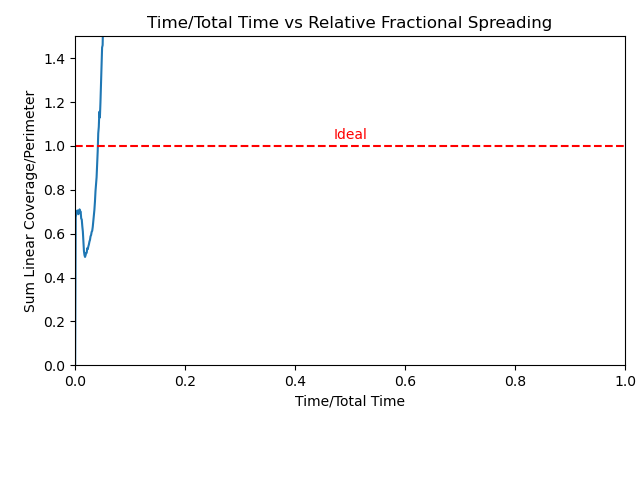 Time/Total Time vs Relative Fractional Spreading
Sum Linear Coverage/Perimeter
1.4
1.2
1.0
0.8
0.6
0.4
0.2
0.0
Ideal
0.0 0.2 0.4 0.6 0.8 1.0
Time/Total Time